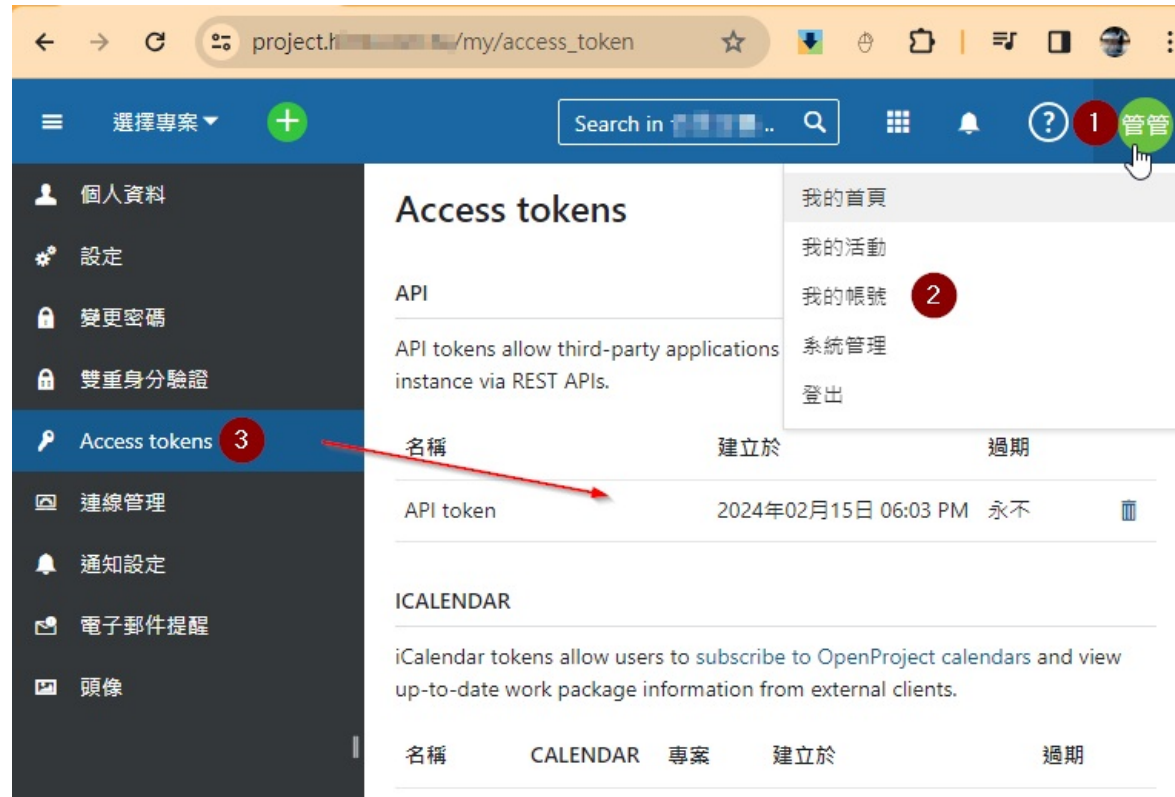 project.h /my/access_token
選擇專案
Search in ..
?
1
管管
個人資料
設定
變更密碼
雙重身分驗證
Access tokens 3
連線管理
通知設定
電子郵件提醒
頭像
我的首頁
我的活動
我的帳號 2
系統管理
登出
Access tokens
API
API tokens allow third-party applications
instance via REST APIs.
名稱 建立於 過期
API token 2024年02月15日 06:03 PM 永不
ICALENDAR
iCalendar tokens allow users to subscribe to OpenProject calendars and view
up-to-date work package information from external clients.
名稱 CALENDAR 專案 建立於 過期